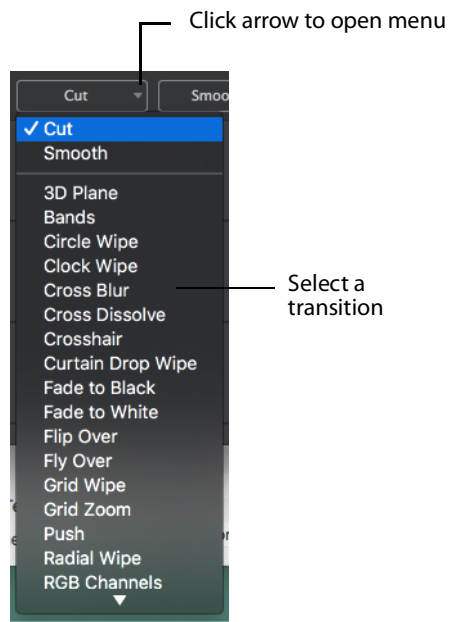 Click arrow to open menu
Cut
Smoo
✓ Cut
Smooth
3D Plane
Bands
Circle Wipe
Clock Wipe
Cross Blur
Select a
transition
Cross Dissolve
Crosshair
Curtain Drop Wipe
Fade to Black
Fade to White
Flip Over
Fly Over
Grid Wipe
Grid Zoom
Push
Radial Wipe
RGB Channels